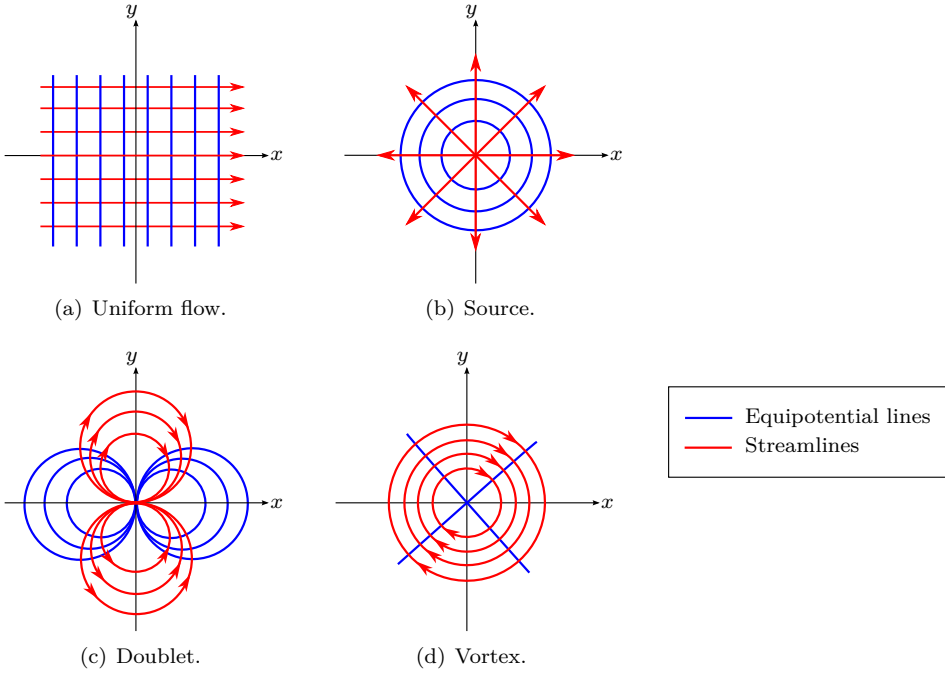 y
x
(a) Uniform flow.
y
x
(b) Source.
y
x
(c) Doublet.
y
x
(d) Vortex.
Equipotential lines
Streamlines